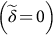 (δ̃ = 0)